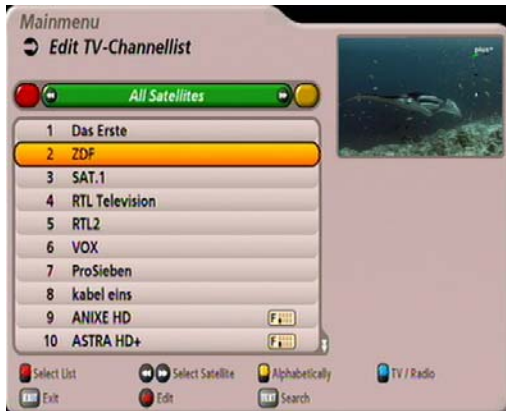 Mainmenu
Edit TV-Channellist
plus+
All Satellites
1 Das Erste
2 ZDF
3 SAT.1
4 RTL Television
5 RTL2
6 VOX
7 ProSieben
8 kabel eins
9 ANIXE HD F
10 ASTRA HD+ F
Select List Select Satellite Alphabetically TV / Radio
Exit Edit Search